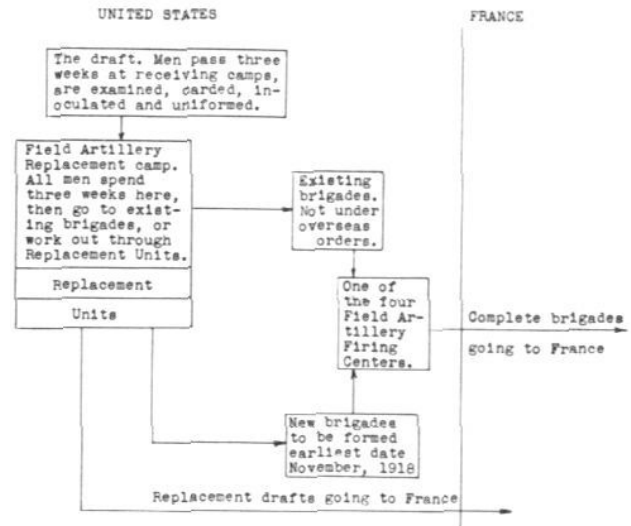 UNITED STATES
FRANCE
The draft. Men pass three
weeks at receiving camps,
are examined, carded, in-
oculated and uniformed.
Field Artillery
Replacement camp.
All men spend
three weeks here,
then go to exist-
ing brigades, or
work out through
Replacement Units.
Replacement
Units
Existing
brigades.
Not under
overseas
orders.
One of
the four
Field Ar-
tillery
Firing
Centers.
Complete brigades
going to France
New brigades
to be formed
earliest date
November, 1918
Replacement drafts going to France